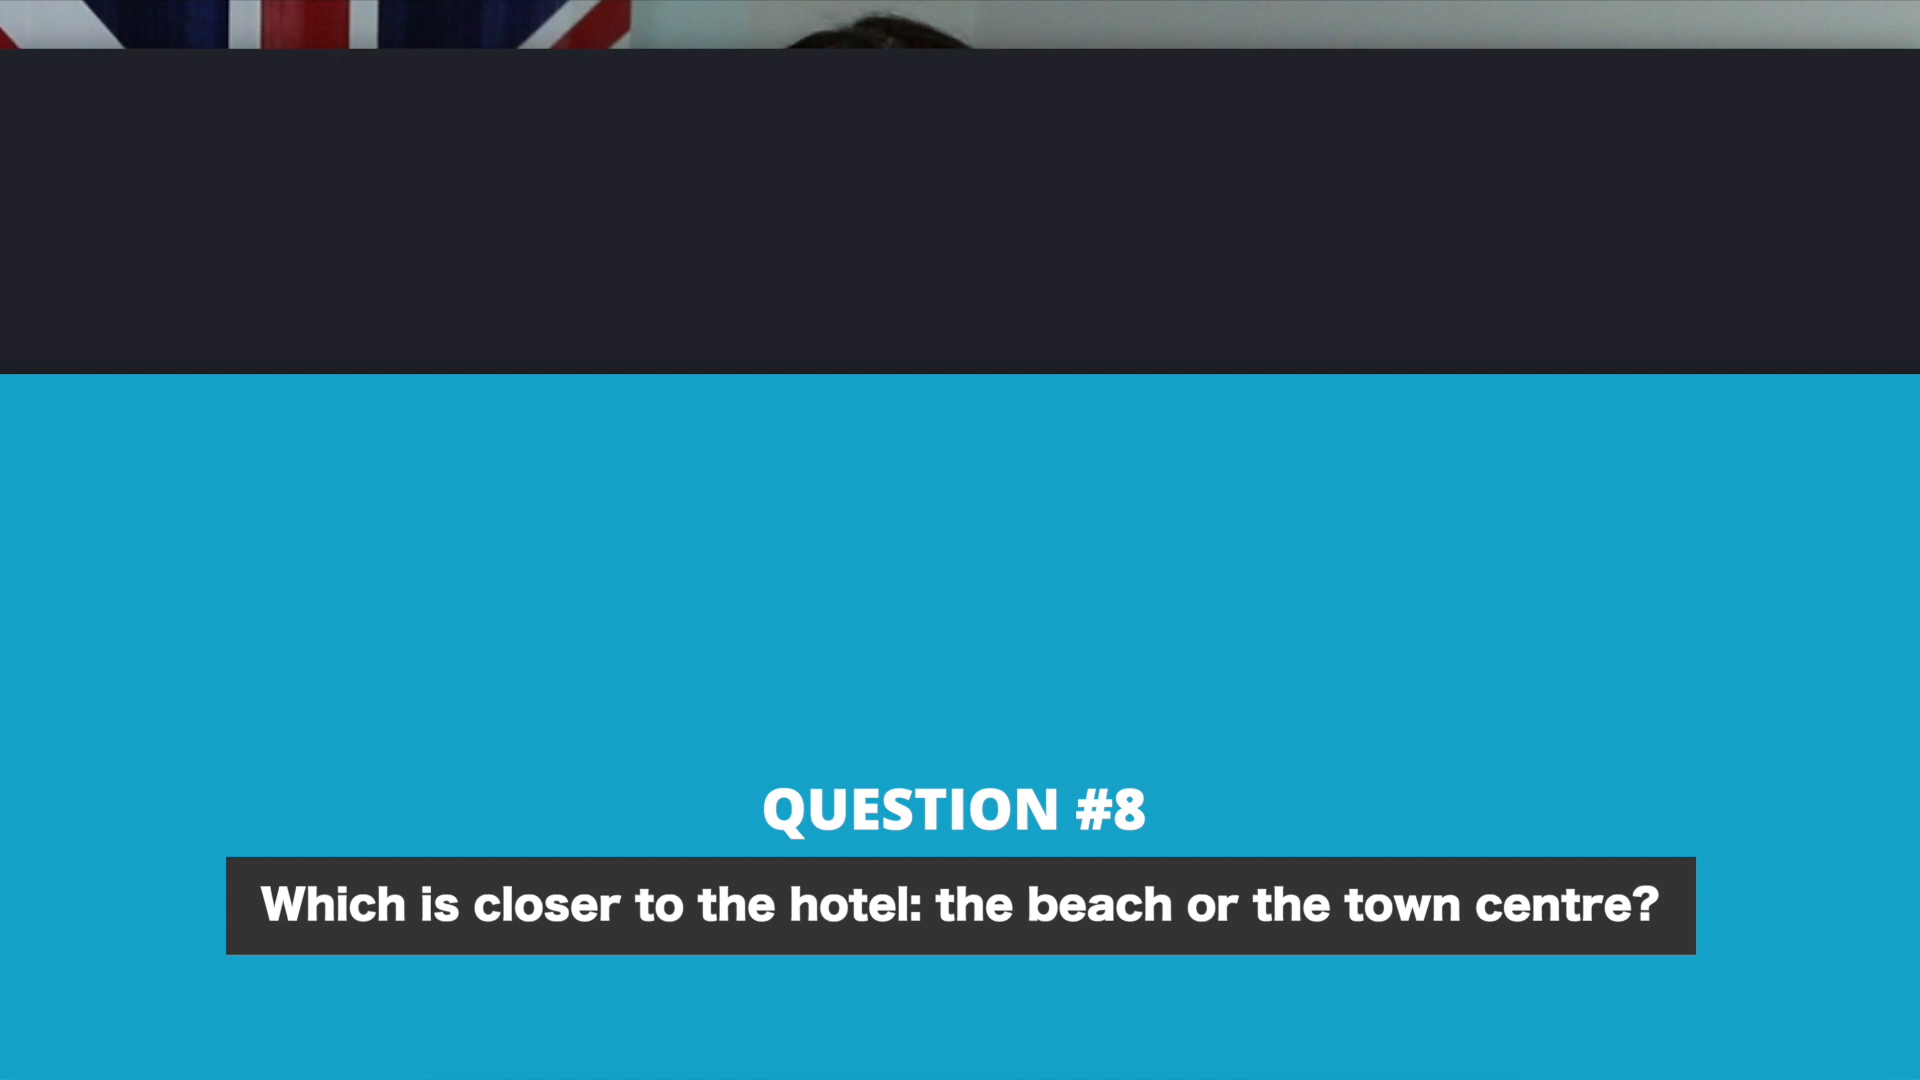 QUESTION #8
Which is closer to the hotel: the beach or the town centre?